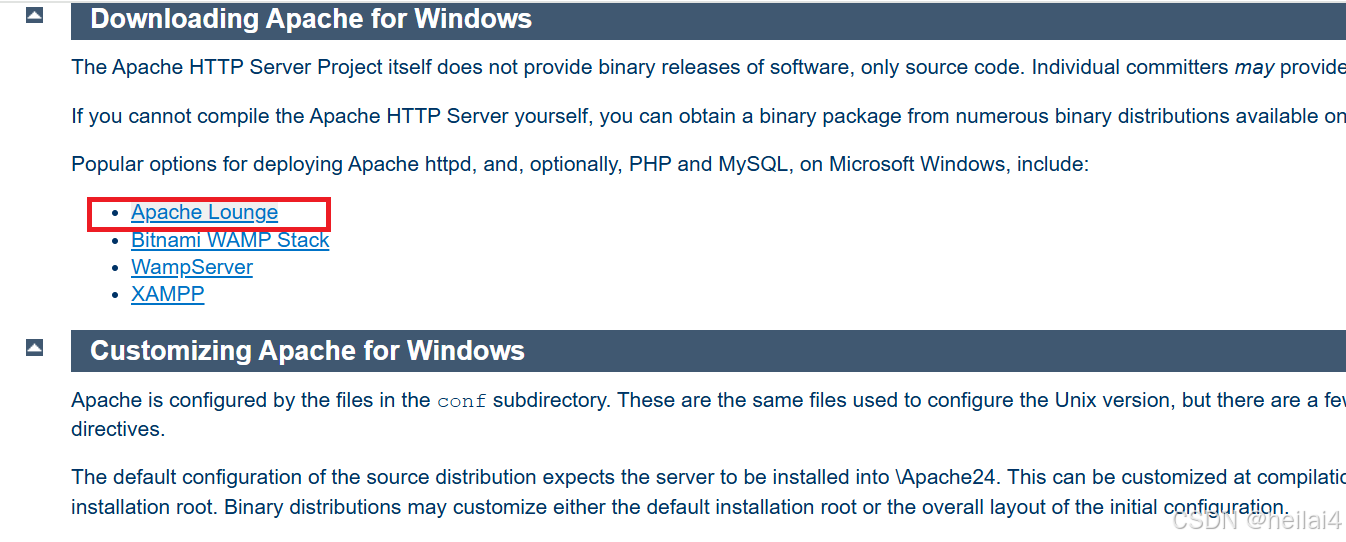 Downloading Apache for Windows
The Apache HTTP Server Project itself does not provide binary releases of software, only source code. Individual committers may provide
If you cannot compile the Apache HTTP Server yourself, you can obtain a binary package from numerous binary distributions available on
Popular options for deploying Apache httpd, and, optionally, PHP and MySQL, on Microsoft Windows, include:
• Apache Lounge
• Bitnami WAMP Stack
• WampServer
• XAMPP
Customizing Apache for Windows
Apache is configured by the files in the conf subdirectory. These are the same files used to configure the Unix version, but there are a few
directives.
The default configuration of the source distribution expects the server to be installed into \Apache24. This can be customized at compilatio
installation root. Binary distributions may customize either the default installation root or the overall layout of the initial configuration.
CSDN @heilai4